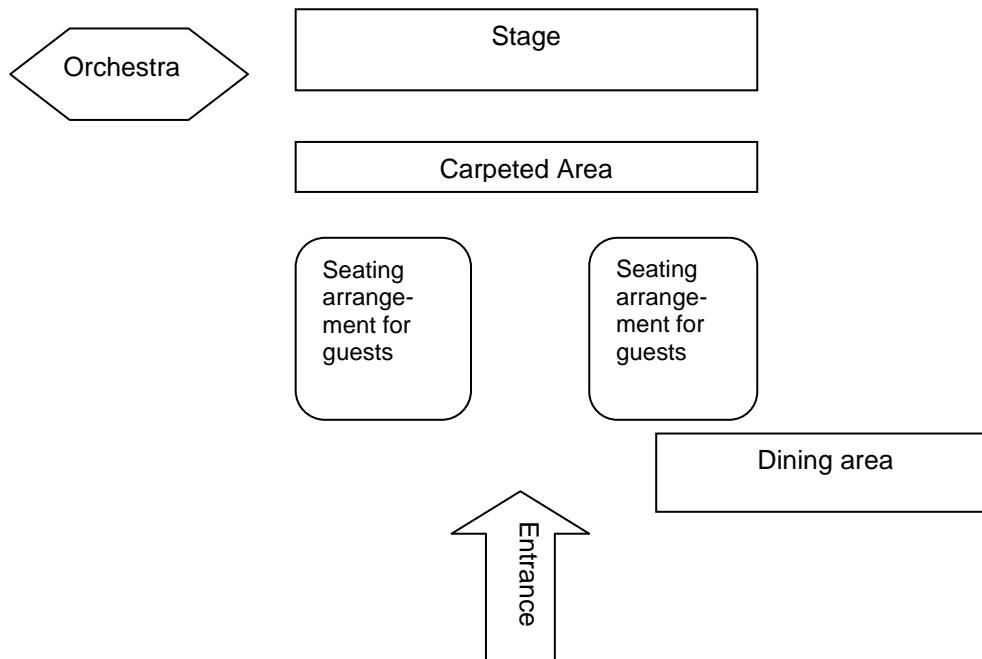 Orchestra
Stage
Carpeted Area
Seating
arrange-
ment for
guests
Seating
arrange-
ment for
guests
Dining area
Entrance